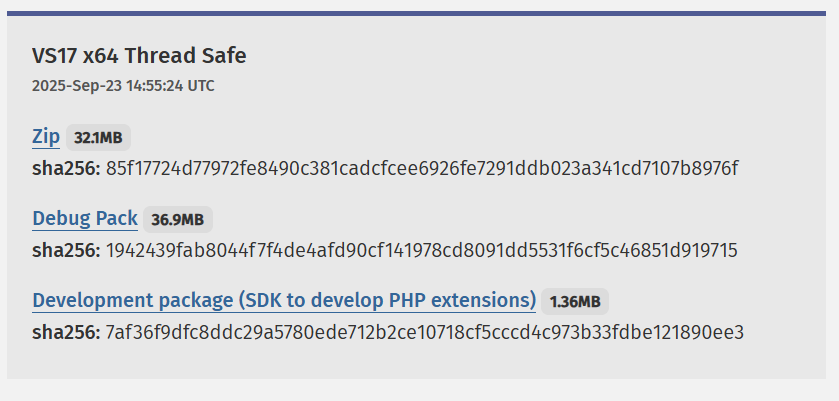 VS17 x64 Thread Safe
2025-Sep-23 14:55:24 UTC
Zip 32.1MB
sha256: 85f17724d77972fe8490c381cadcfcee6926fe7291ddb023a341cd7107b8976f
Debug Pack 36.9MB
sha256: 1942439fab8044f7f4de4afd90cf141978cd8091dd5531f6cf5c46851d919715
Development package (SDK to develop PHP extensions) 1.36MB
sha256: 7af36f9dfc8ddc29a5780ede712b2ce10718cf5cccd4c973b33fdbe121890ee3